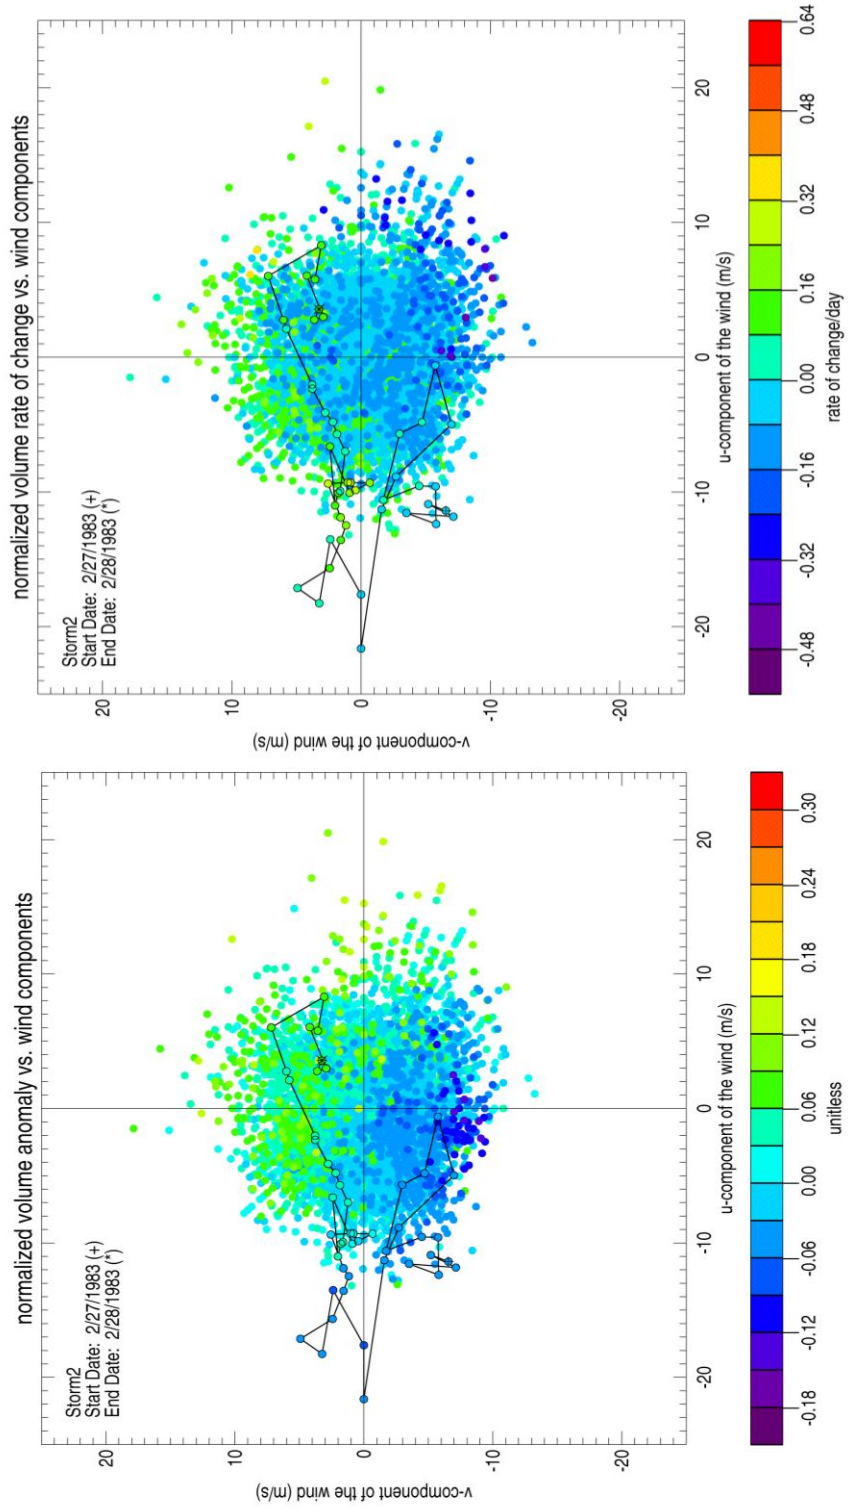 normalized volume anomaly vs. wind components
Storm2
Start Date: 2/27/1983 (+)
End Date: 2/28/1983 (*)
20
10
0
-10
-20
v-component of the wind (m/s)
-20
-10
0
10
20
u-component of the wind (m/s)
-0.18
-0.12
-0.06
0.00
0.06
0.12
0.18
0.24
0.30
unitless
normalized volume rate of change vs. wind components
Storm2
Start Date: 2/27/1983 (+)
End Date: 2/28/1983 (*)
20
10
0
-10
-20
v-component of the wind (m/s)
-20
-10
0
10
20
u-component of the wind (m/s)
-0.48
-0.32
-0.16
0.00
0.16
0.32
0.48
0.64
rate of change/day